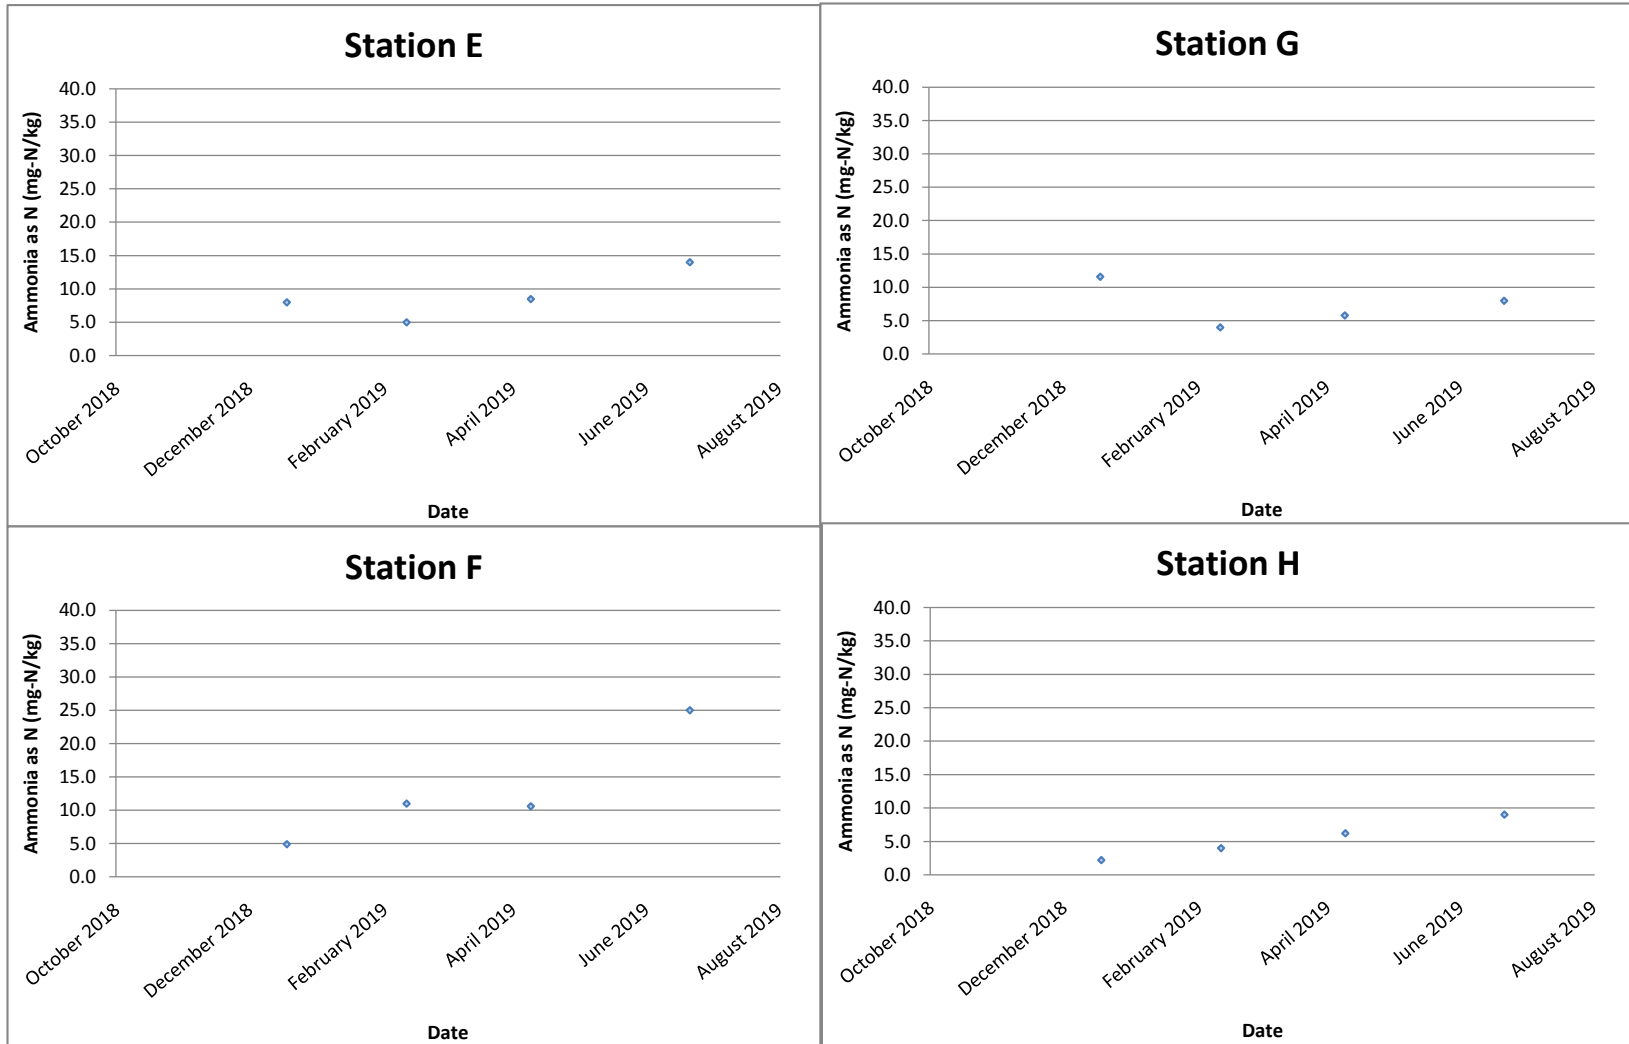 Station E
Ammonia as N (mg-N/kg)
40.0
35.0
30.0
25.0
20.0
15.0
10.0
5.0
0.0
October 2018
December 2018
February 2019
April 2019
June 2019
August 2019
Date
Station G
Ammonia as N (mg-N/kg)
40.0
35.0
30.0
25.0
20.0
15.0
10.0
5.0
0.0
October 2018
December 2018
February 2019
April 2019
June 2019
August 2019
Date
Station F
Ammonia as N (mg-N/kg)
40.0
35.0
30.0
25.0
20.0
15.0
10.0
5.0
0.0
October 2018
December 2018
February 2019
April 2019
June 2019
August 2019
Date
Station H
Ammonia as N (mg-N/kg)
40.0
35.0
30.0
25.0
20.0
15.0
10.0
5.0
0.0
October 2018
December 2018
February 2019
April 2019
June 2019
August 2019
Date